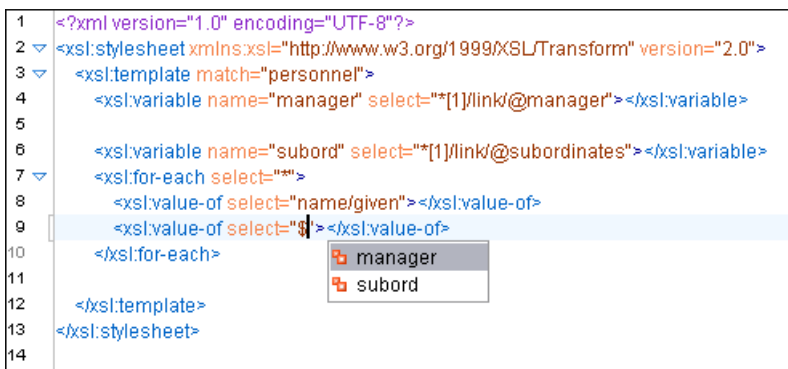 1 <?xml version="1.0" encoding="UTF-8"?>
2 <xsl:stylesheet xmlns:xsl="http://www.w3.org/1999/XSL/Transform" version="2.0">
3 <xsl:template match="personnel">
4 <xsl:variable name="manager" select="*[1]/link/@manager"></xsl:variable>
5
6 <xsl:variable name="subord" select="*[1]/link/@subordinates"></xsl:variable>
7 <xsl:for-each select="*">
8 <xsl:value-of select="name/given"></xsl:value-of>
9 <xsl:value-of select="$"></xsl:value-of>
10 </xsl:for-each>
manager
11
subord
12 </xsl:template>
13 </xsl:stylesheet>
14